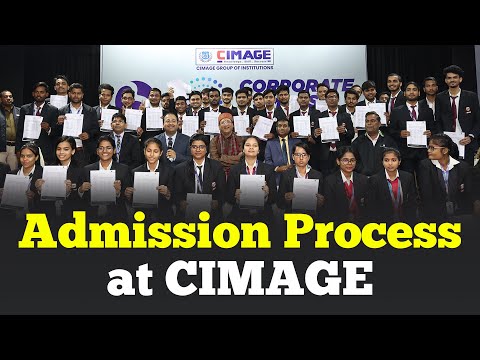 CIMAGE
CIMAGE GROUP OF INSTITUTIONS
CORPORATE
Admission Process
at CIMAGE